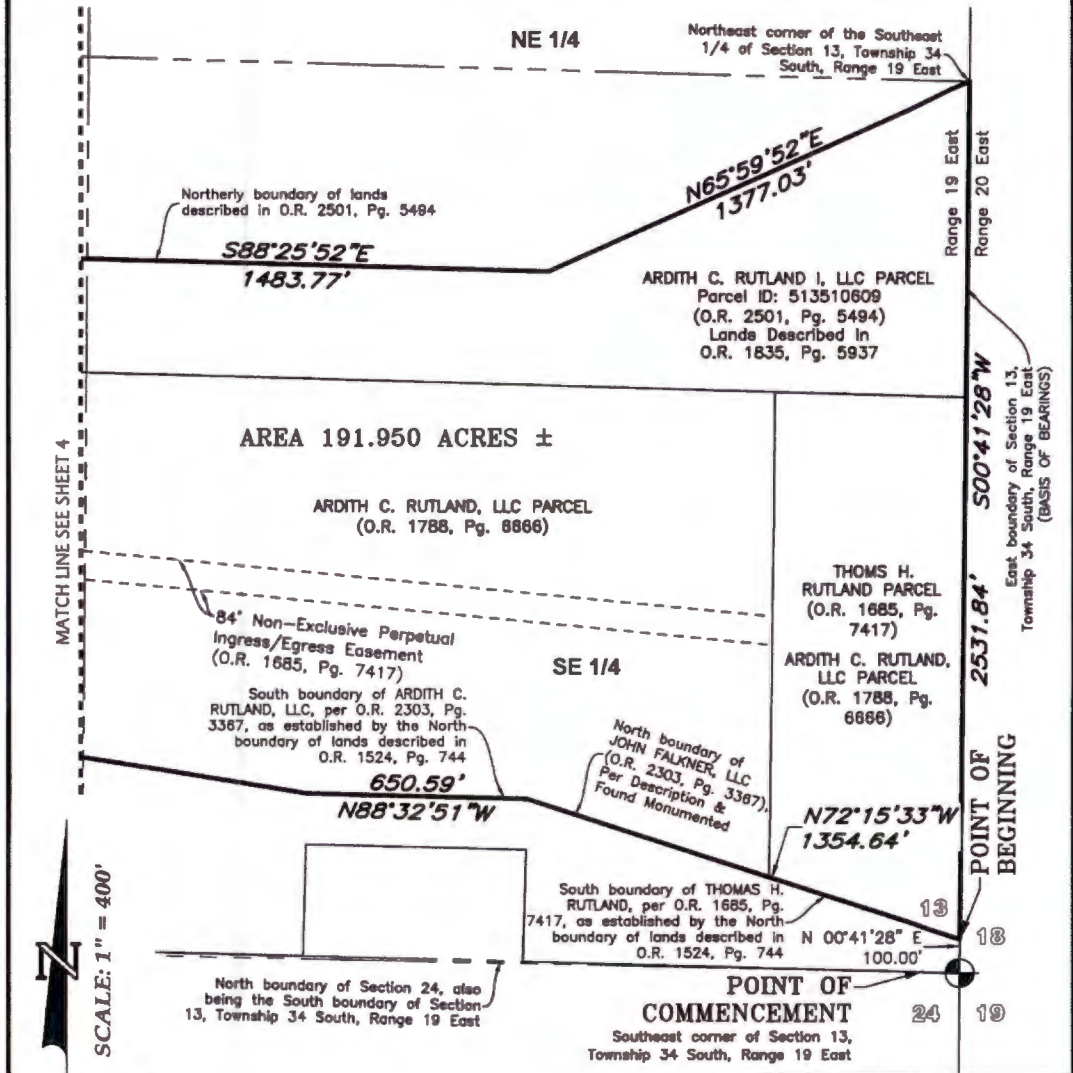 NE 1/4
Northeast corner of the Southeast
1/4 of Section 13, Township 34
South, Range 19 East
N65°59'52"E
1377.03'
Range 19 East
Range 20 East
Northerly boundary of lands
described in O.R. 2501, Pg. 5494
S88°25'52"E
1483.77'
ARDITH C. RUTLAND I, LLC PARCEL
Parcel ID: 513510609
(O.R. 2501, Pg. 5494)
Lands Described In
O.R. 1835, Pg. 5937
S00°41'28"W
2531.84'
East boundary of Section 13,
Township 34 South, Range 19 East
(BASIS OF BEARINGS)
MATCH LINE SEE SHEET 4
AREA 191.950 ACRES ±
ARDITH C. RUTLAND, LLC PARCEL
(O.R. 1788, Pg. 6666)
THOMS H.
RUTLAND PARCEL
(O.R. 1685, Pg.
7417)
ARDITH C. RUTLAND,
LLC PARCEL
(O.R. 1788, Pg.
6666)
84' Non-Exclusive Perpetual
Ingress/Egress Easement
(O.R. 1685, Pg. 7417)
SE 1/4
South boundary of ARDITH C.
RUTLAND, LLC, per O.R. 2303, Pg.
3367, as established by the North
boundary of lands described in
O.R. 1524, Pg. 744
650.59'
N88°32'51"W
North boundary of
JOHN FALKNER, LLC
(O.R. 2303, Pg. 3367),
Per Description &
Found Monumented
N72°15'33"W
1354.64'
POINT OF
BEGINNING
South boundary of THOMAS H.
RUTLAND, per O.R. 1685, Pg.
7417, as established by the North
boundary of lands described in
O.R. 1524, Pg. 744
13
18
N 00°41'28" E
100.00'
N
SCALE: 1" = 400'
North boundary of Section 24, also
being the South boundary of Section
13, Township 34 South, Range 19 East
POINT OF
COMMENCEMENT
24
19
Southeast corner of Section 13,
Township 34 South, Range 19 East